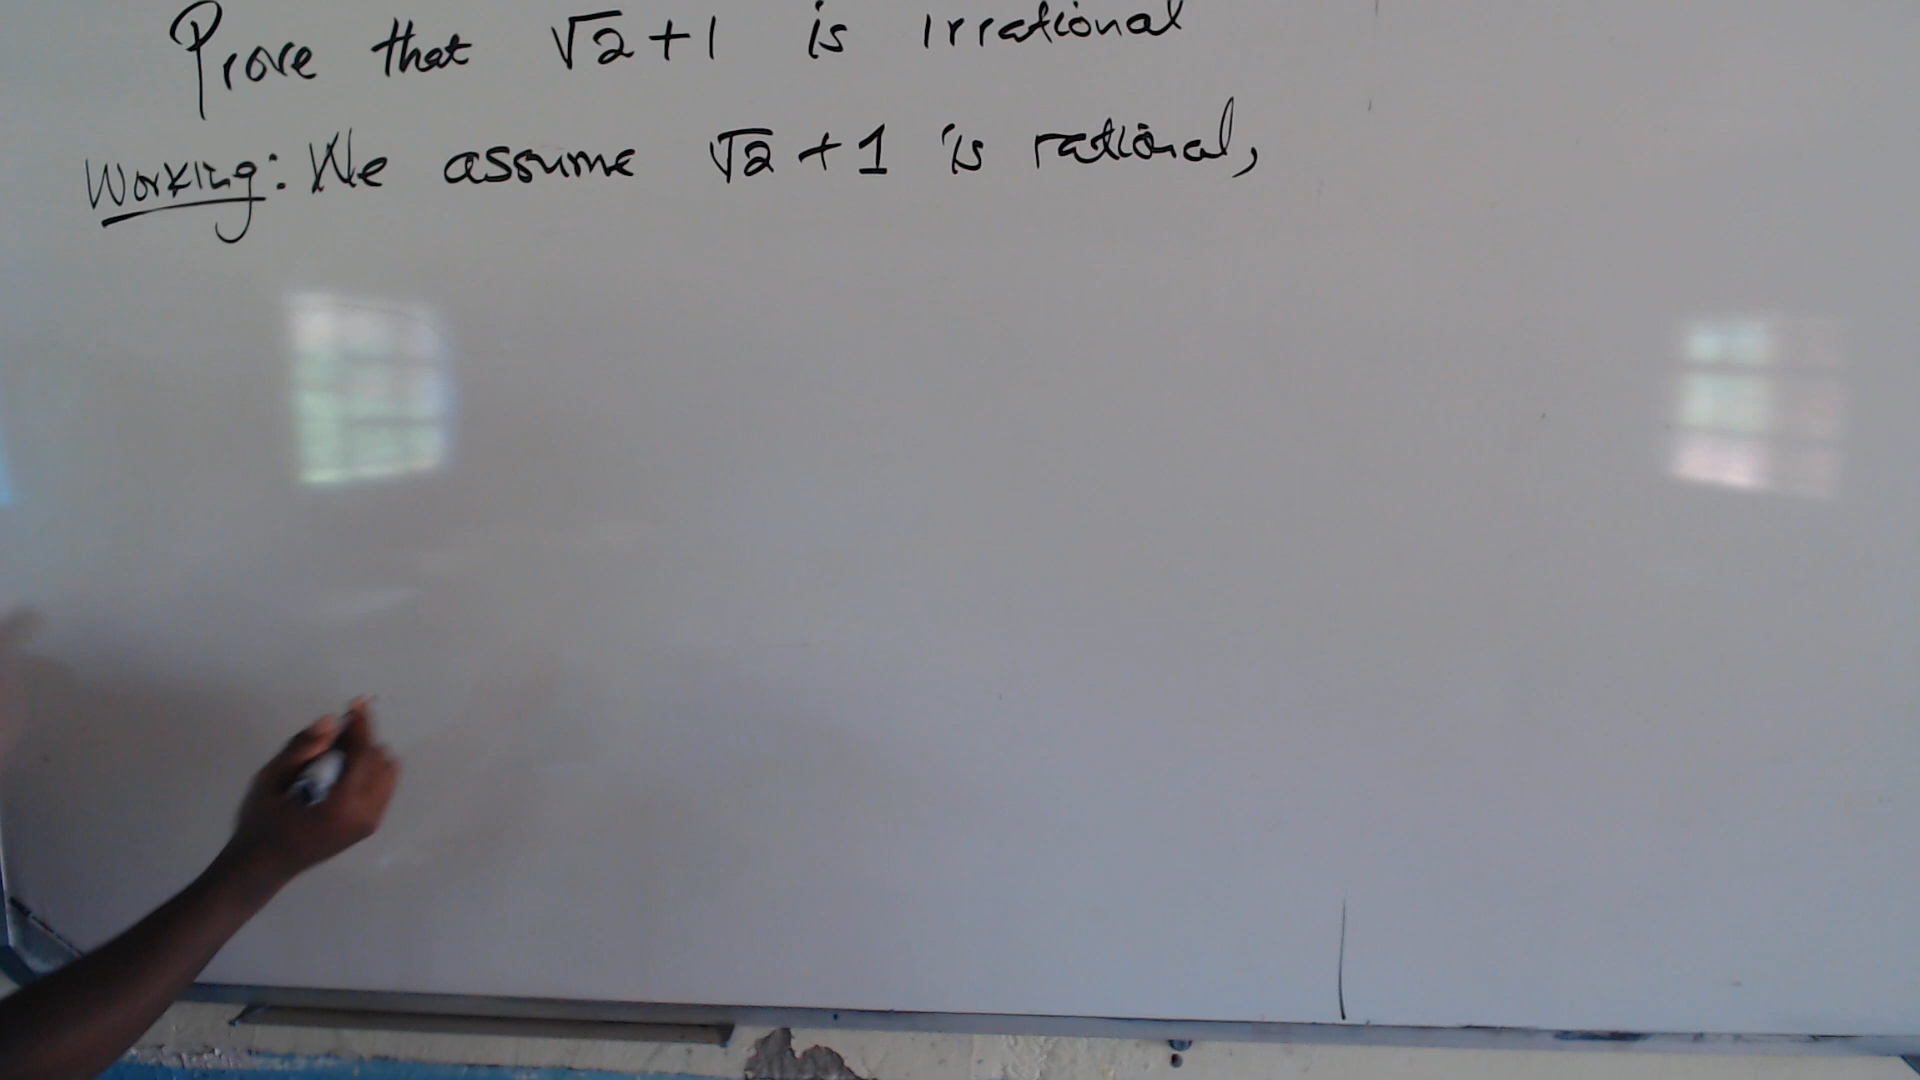 Prove that √2 + 1 is irrational
Working: We assume √2 + 1 is rational,